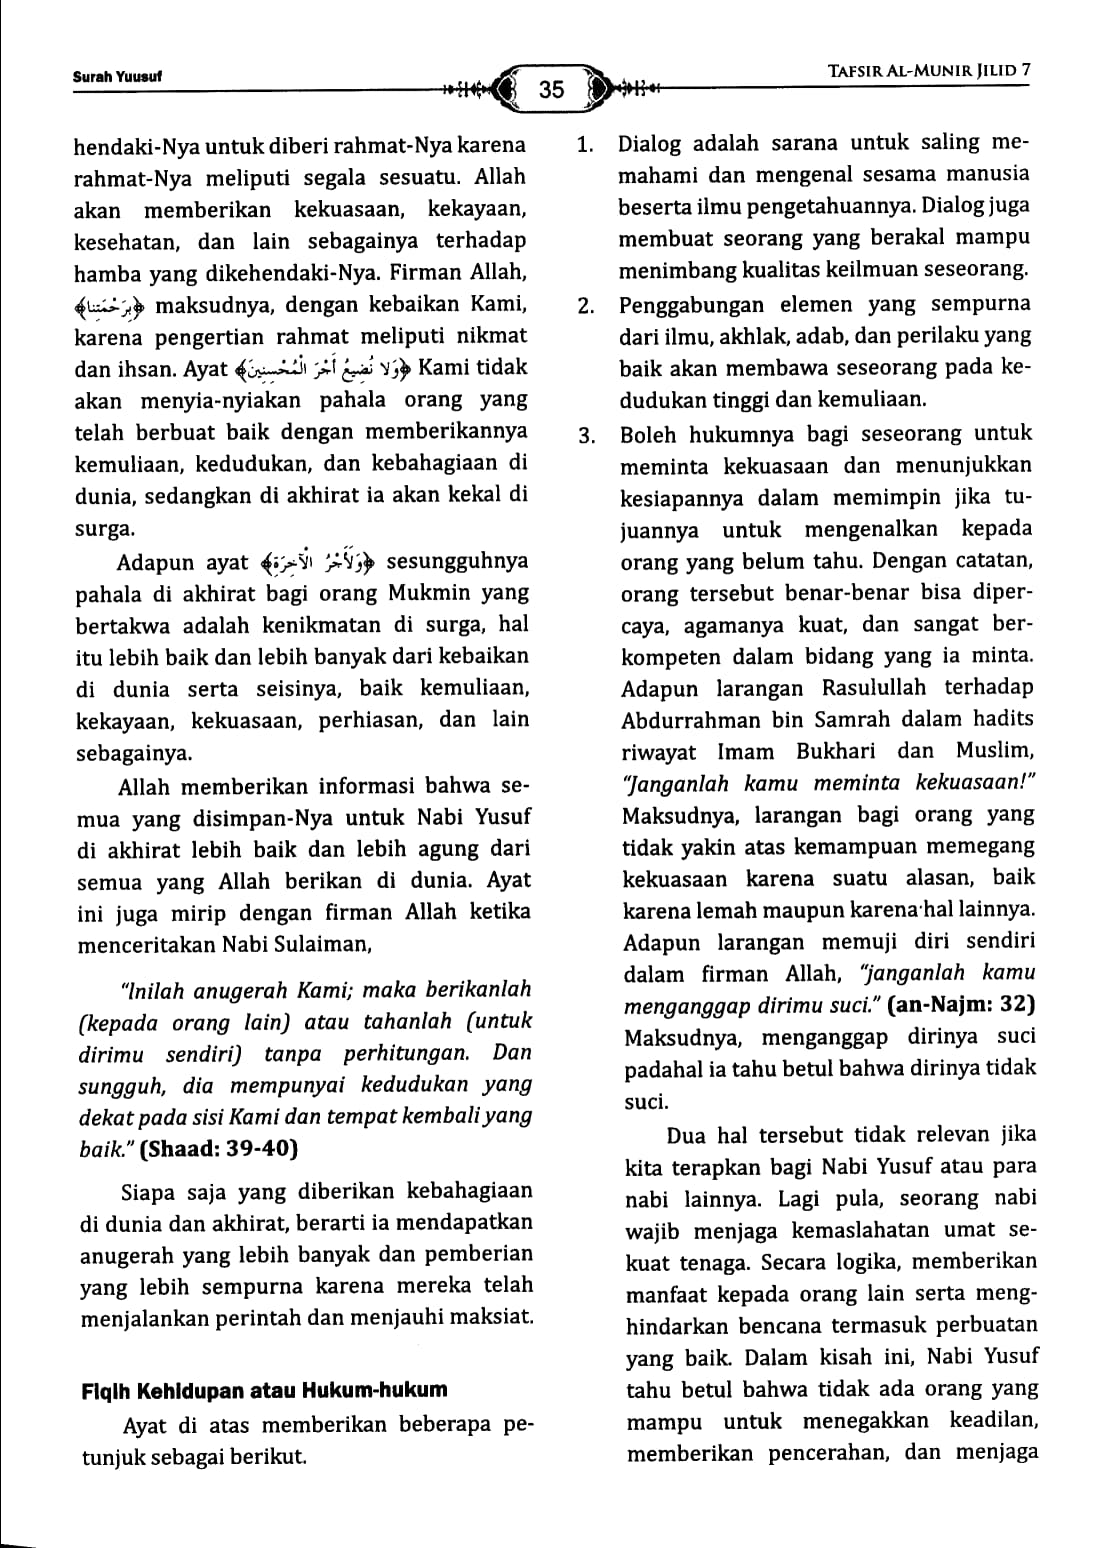 Surah Yuusuf
35
TAFSIR AL-MUNIR JILID 7
hendaki-Nya untuk diberi rahmat-Nya karena
rahmat-Nya meliputi segala sesuatu. Allah
akan memberikan kekuasaan, kekayaan,
kesehatan, dan lain sebagainya terhadap
hamba yang dikehendaki-Nya. Firman Allah,
﴿بِرَحْمَتِنَا﴾ maksudnya, dengan kebaikan Kami,
karena pengertian rahmat meliputi nikmat
dan ihsan. Ayat ﴿وَلَا نُضِيعُ أَجْرَ الْمُحْسِنِينَ﴾ Kami tidak
akan menyia-nyiakan pahala orang yang
telah berbuat baik dengan memberikannya
kemuliaan, kedudukan, dan kebahagiaan di
dunia, sedangkan di akhirat ia akan kekal di
surga.
Adapun ayat ﴿وَلَأَجْرُ الْآخِرَةِ﴾ sesungguhnya
pahala di akhirat bagi orang Mukmin yang
bertakwa adalah kenikmatan di surga, hal
itu lebih baik dan lebih banyak dari kebaikan
di dunia serta seisinya, baik kemuliaan,
kekayaan, kekuasaan, perhiasan, dan lain
sebagainya.
Allah memberikan informasi bahwa se-
mua yang disimpan-Nya untuk Nabi Yusuf
di akhirat lebih baik dan lebih agung dari
semua yang Allah berikan di dunia. Ayat
ini juga mirip dengan firman Allah ketika
menceritakan Nabi Sulaiman,
“Inilah anugerah Kami; maka berikanlah
(kepada orang lain) atau tahanlah (untuk
dirimu sendiri) tanpa perhitungan. Dan
sungguh, dia mempunyai kedudukan yang
dekat pada sisi Kami dan tempat kembali yang
baik.” (Shaad: 39-40)
Siapa saja yang diberikan kebahagiaan
di dunia dan akhirat, berarti ia mendapatkan
anugerah yang lebih banyak dan pemberian
yang lebih sempurna karena mereka telah
menjalankan perintah dan menjauhi maksiat.
Fiqih Kehidupan atau Hukum-hukum
Ayat di atas memberikan beberapa pe-
tunjuk sebagai berikut.
1. Dialog adalah sarana untuk saling me-
mahami dan mengenal sesama manusia
beserta ilmu pengetahuannya. Dialog juga
membuat seorang yang berakal mampu
menimbang kualitas keilmuan seseorang.
2. Penggabungan elemen yang sempurna
dari ilmu, akhlak, adab, dan perilaku yang
baik akan membawa seseorang pada ke-
dudukan tinggi dan kemuliaan.
3. Boleh hukumnya bagi seseorang untuk
meminta kekuasaan dan menunjukkan
kesiapannya dalam memimpin jika tu-
juannya untuk mengenalkan kepada
orang yang belum tahu. Dengan catatan,
orang tersebut benar-benar bisa diper-
caya, agamanya kuat, dan sangat ber-
kompeten dalam bidang yang ia minta.
Adapun larangan Rasulullah terhadap
Abdurrahman bin Samrah dalam hadits
riwayat Imam Bukhari dan Muslim,
“Janganlah kamu meminta kekuasaan!”
Maksudnya, larangan bagi orang yang
tidak yakin atas kemampuan memegang
kekuasaan karena suatu alasan, baik
karena lemah maupun karena hal lainnya.
Adapun larangan memuji diri sendiri
dalam firman Allah, “janganlah kamu
menganggap dirimu suci.” (an-Najm: 32)
Maksudnya, menganggap dirinya suci
padahal ia tahu betul bahwa dirinya tidak
suci.
Dua hal tersebut tidak relevan jika
kita terapkan bagi Nabi Yusuf atau para
nabi lainnya. Lagi pula, seorang nabi
wajib menjaga kemaslahatan umat se-
kuat tenaga. Secara logika, memberikan
manfaat kepada orang lain serta meng-
hindarkan bencana termasuk perbuatan
yang baik. Dalam kisah ini, Nabi Yusuf
tahu betul bahwa tidak ada orang yang
mampu untuk menegakkan keadilan,
memberikan pencerahan, dan menjaga